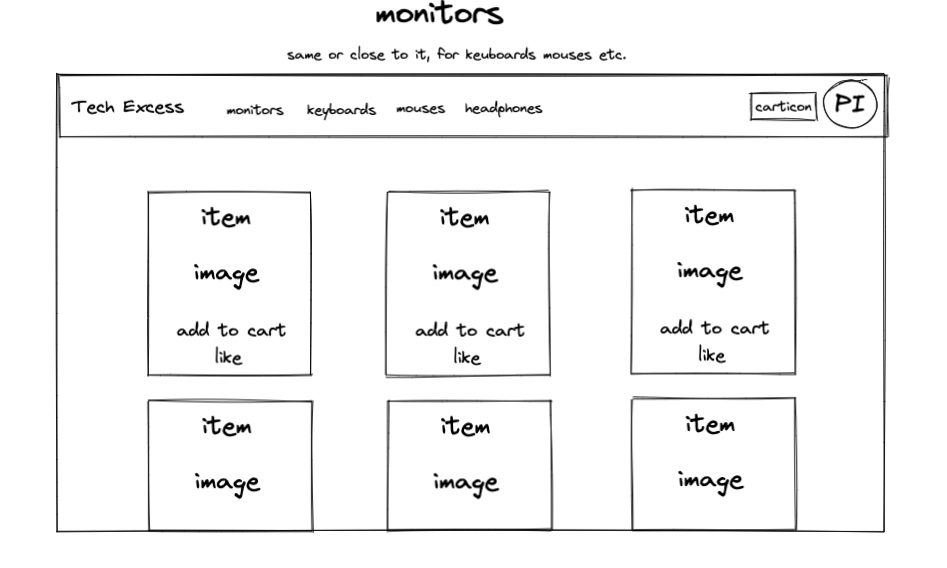 monitors
same or close to it, for keuboards mouses etc.
Tech Excess monitors keyboards mouses headphones carticon PI
item item item
image image image
add to cart add to cart add to cart
like like like
item item item
image image image